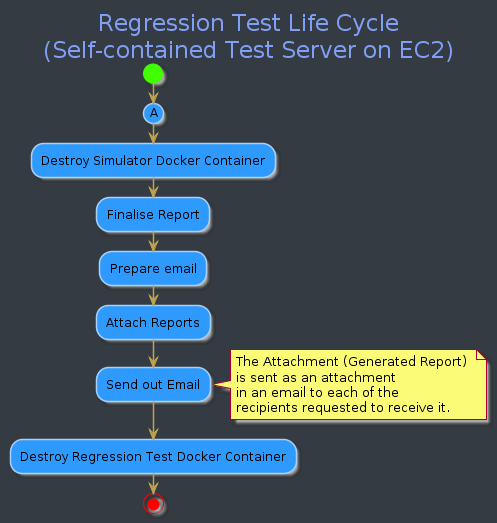 Regression Test Life Cycle
(Self-contained Test Server on EC2)
A
Destroy Simulator Docker Container
Finalise Report
Prepare email
Attach Reports
Send out Email
The Attachment (Generated Report)
is sent as an attachment
in an email to each of the
recipients requested to receive it.
Destroy Regression Test Docker Container